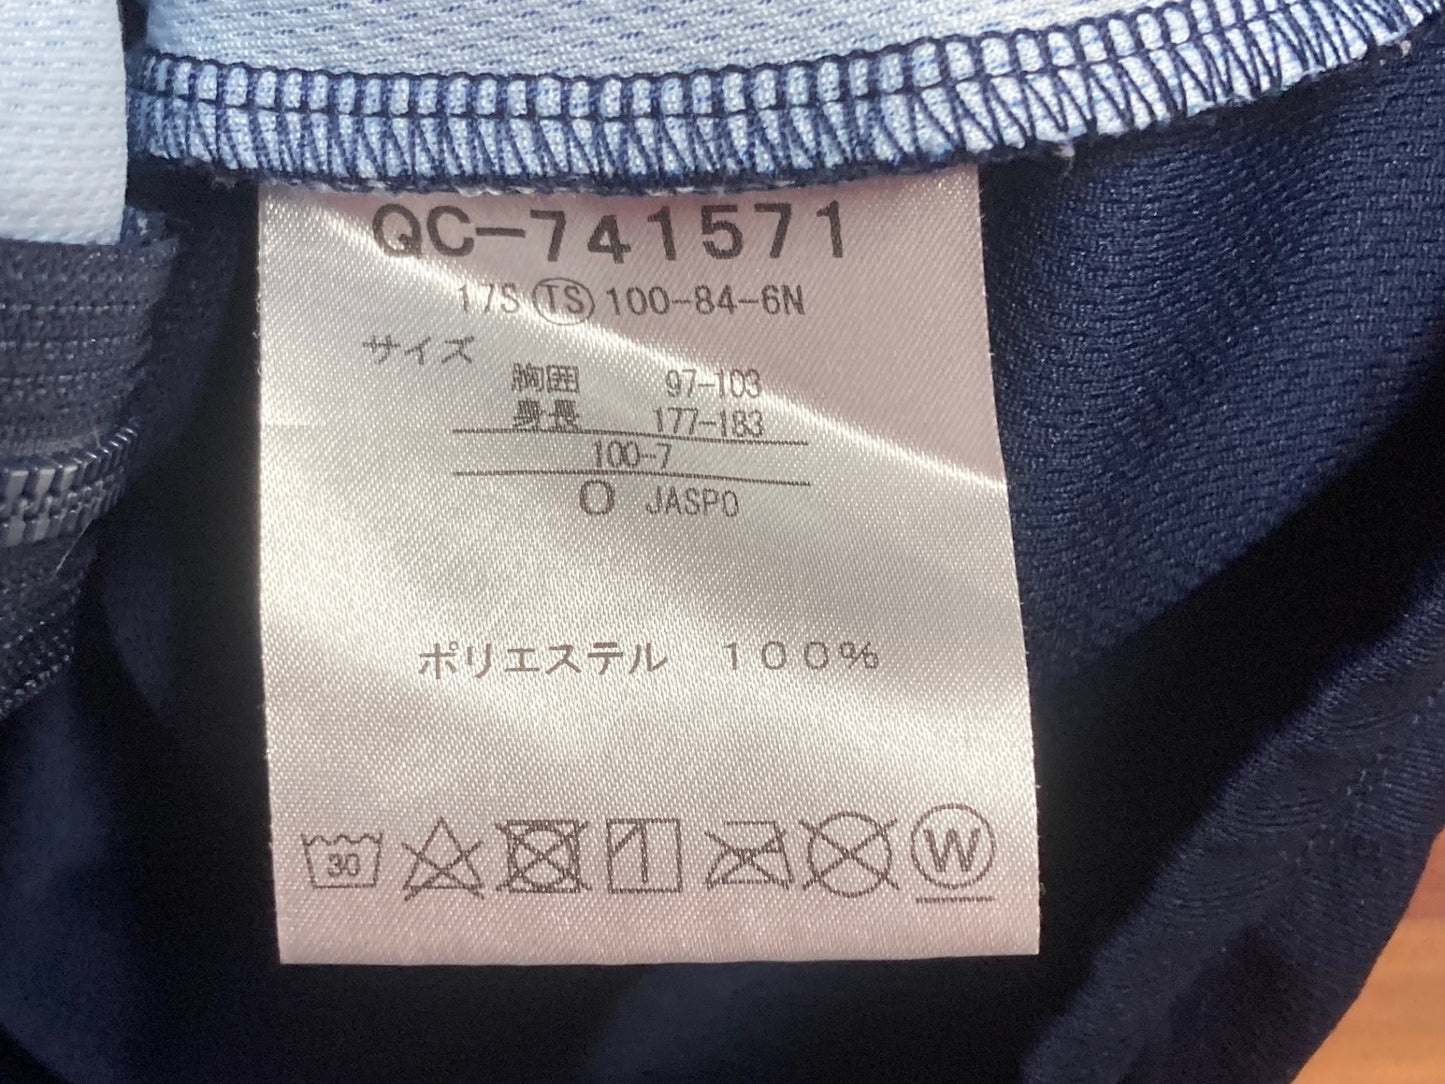 QC-741571
17S TS 100-84-6N
サイズ
胸囲 97-103
身長 177-183
100-7
O JASPO
ポリエステル 100%
30 1 W